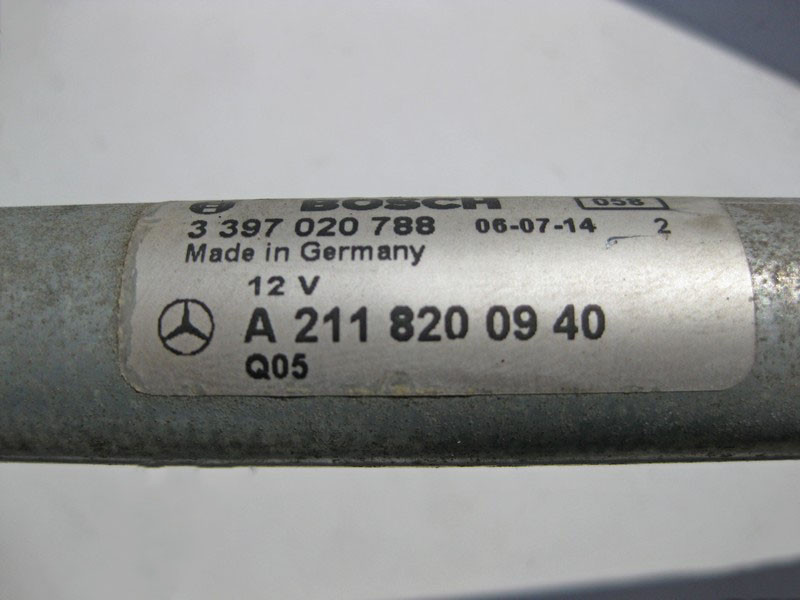 BOSCH 058
3 397 020 788 06-07-14 2
Made in Germany
12 V
A 211 820 09 40
Q05